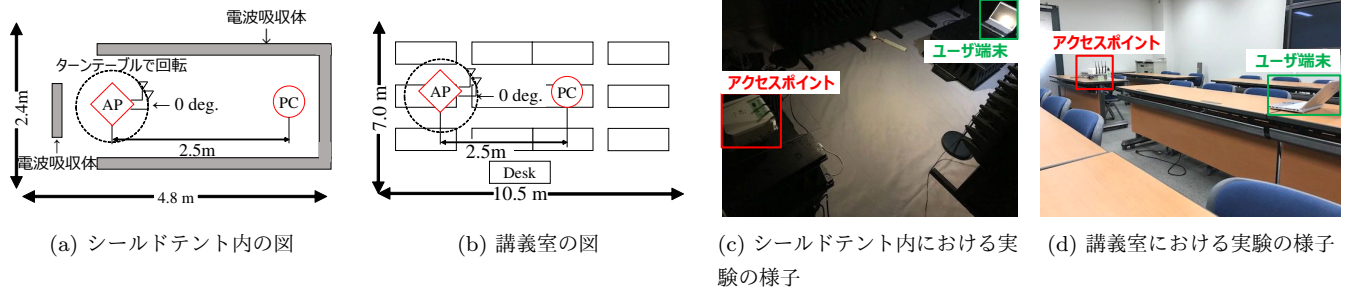 電波吸収体
ターンテーブルで回転
AP
0 deg.
PC
2.4m
2.5m
電波吸収体
4.8 m
(a) シールドテント内の図
AP
0 deg.
PC
7.0 m
2.5m
Desk
10.5 m
(b) 講義室の図
ユーザ端末
アクセスポイント
(c) シールドテント内における実
験の様子
アクセスポイント
ユーザ端末
(d) 講義室における実験の様子